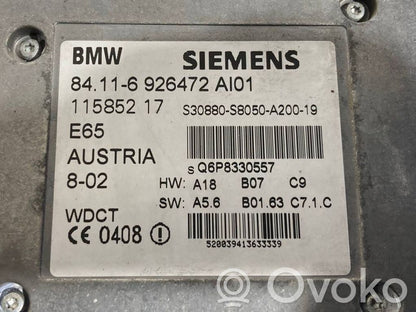 BMW SIEMENS
84.11-6 926472 AI01
115852 17 S30880-S8050-A200-19
E65
AUSTRIA S Q6P8330557
8-02 HW: A18 B07 C9
WDCT SW: A5.6 B01.63 C7.1.C
CE 0408
520039413633339
Ovoko